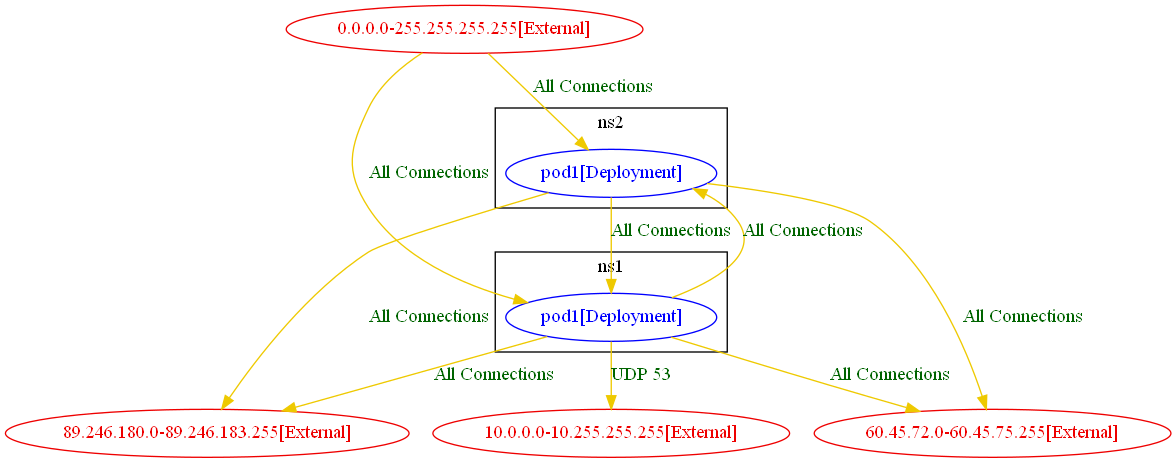 0.0.0.0-255.255.255.255[External]
All Connections
ns2
All Connections
pod1[Deployment]
All Connections
All Connections
ns1
All Connections
pod1[Deployment]
All Connections
All Connections
UDP 53
All Connections
89.246.180.0-89.246.183.255[External]
10.0.0.0-10.255.255.255[External]
60.45.72.0-60.45.75.255[External]